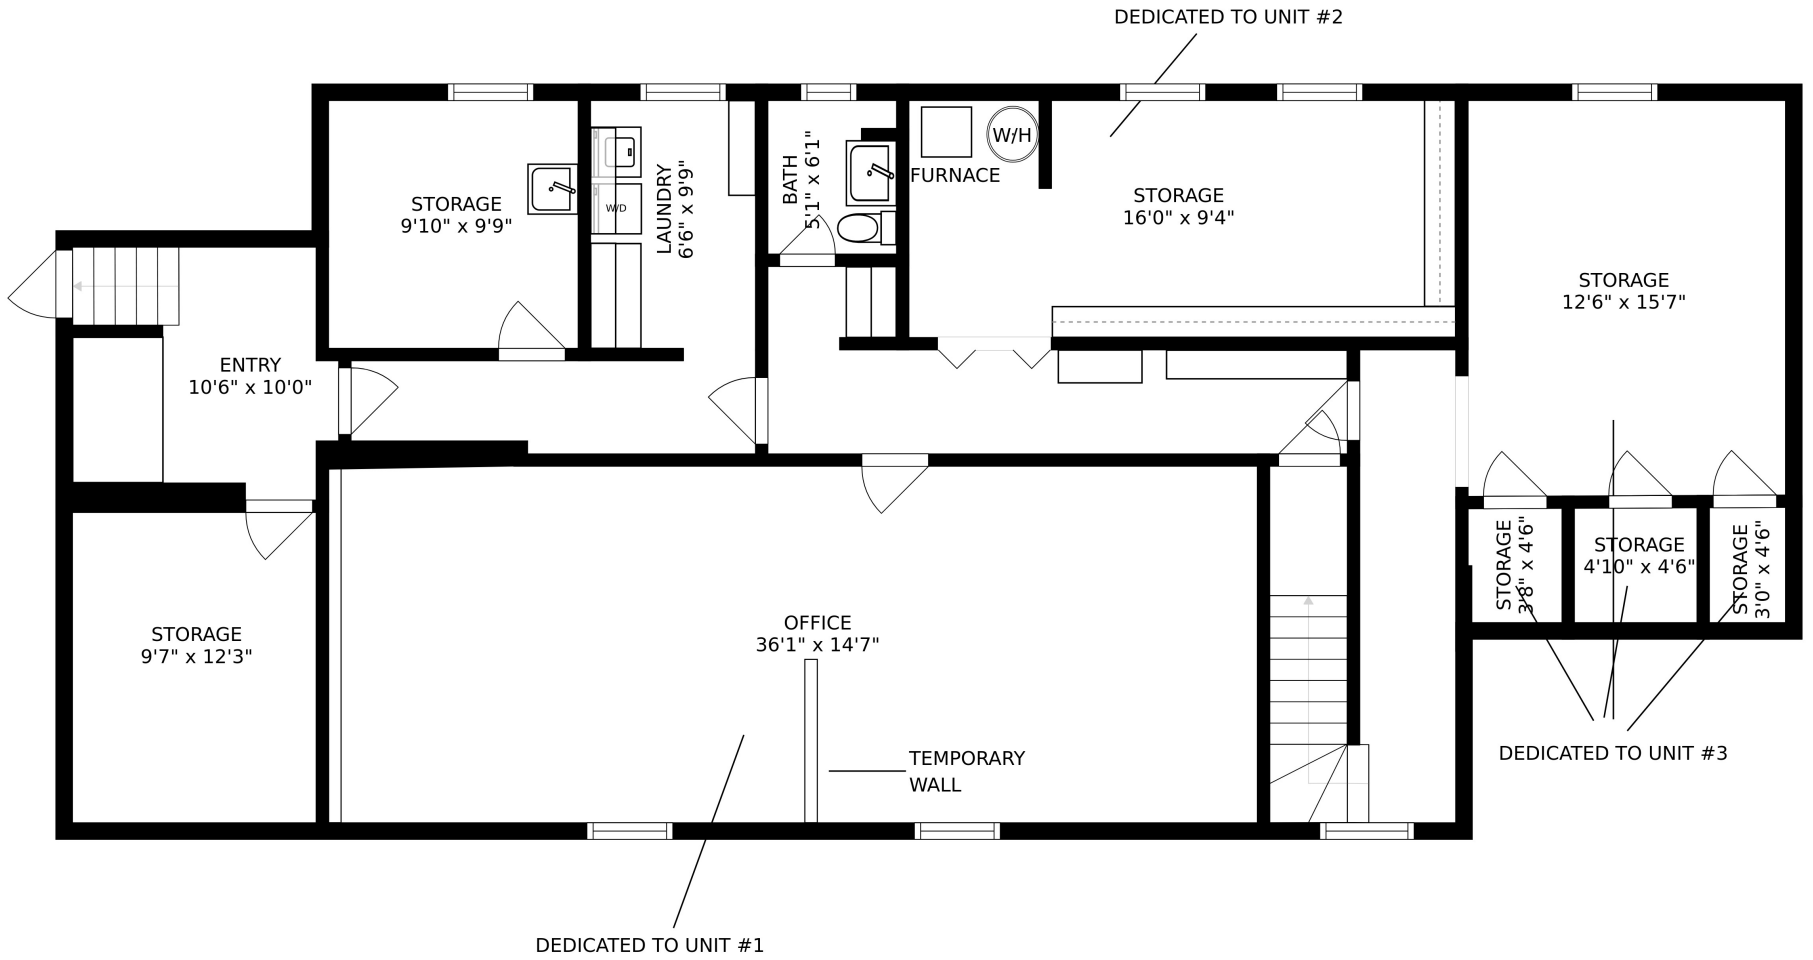 DEDICATED TO UNIT #2
STORAGE
9'10" x 9'9"
W/D
LAUNDRY
6'6" x 9'9"
BATH
5'1" x 6'1"
W/H
FURNACE
STORAGE
16'0" x 9'4"
STORAGE
12'6" x 15'7"
ENTRY
10'6" x 10'0"
STORAGE
3'8" x 4'6"
STORAGE
4'10" x 4'6"
STORAGE
3'0" x 4'6"
STORAGE
9'7" x 12'3"
OFFICE
36'1" x 14'7"
TEMPORARY
WALL
DEDICATED TO UNIT #3
DEDICATED TO UNIT #1